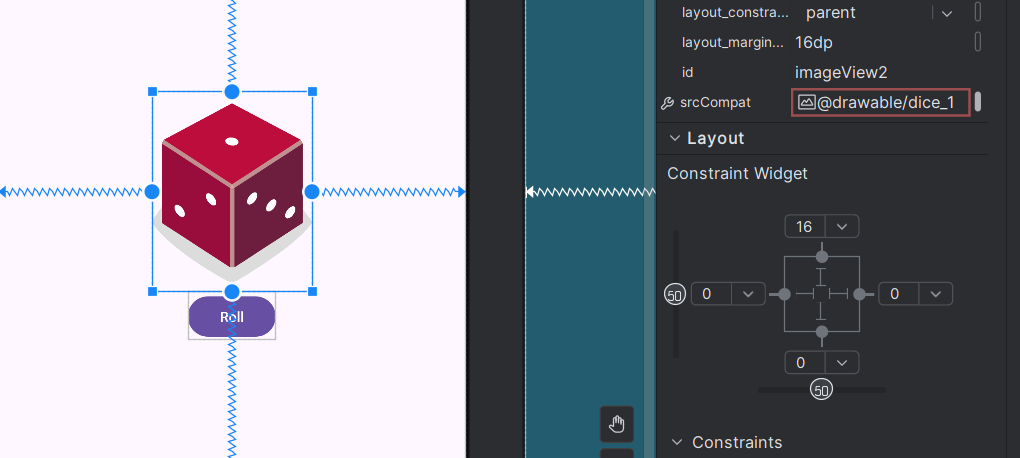 layout_constra... parent
layout_margin... 16dp
id imageView2
srcCompat @drawable/dice_1
Layout
Constraint Widget
16
50 0 0
0
50
Roll
Constraints